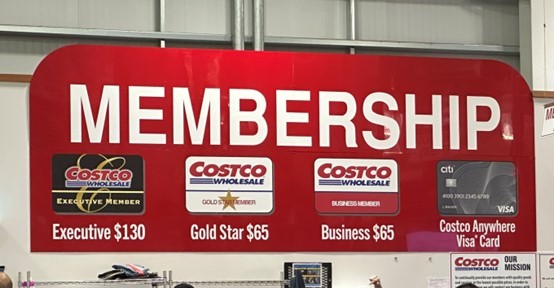 MEMBERSHIP
COSTCO
WHOLESALE
EXECUTIVE MEMBER
Executive $130
COSTCO
WHOLESALE
GOLD STAR MEMBER
Gold Star $65
COSTCO
WHOLESALE
BUSINESS MEMBER
Business $65
citi
VISA
Costco Anywhere
Visa® Card
COSTCO
WHOLESALE
OUR
MISSION